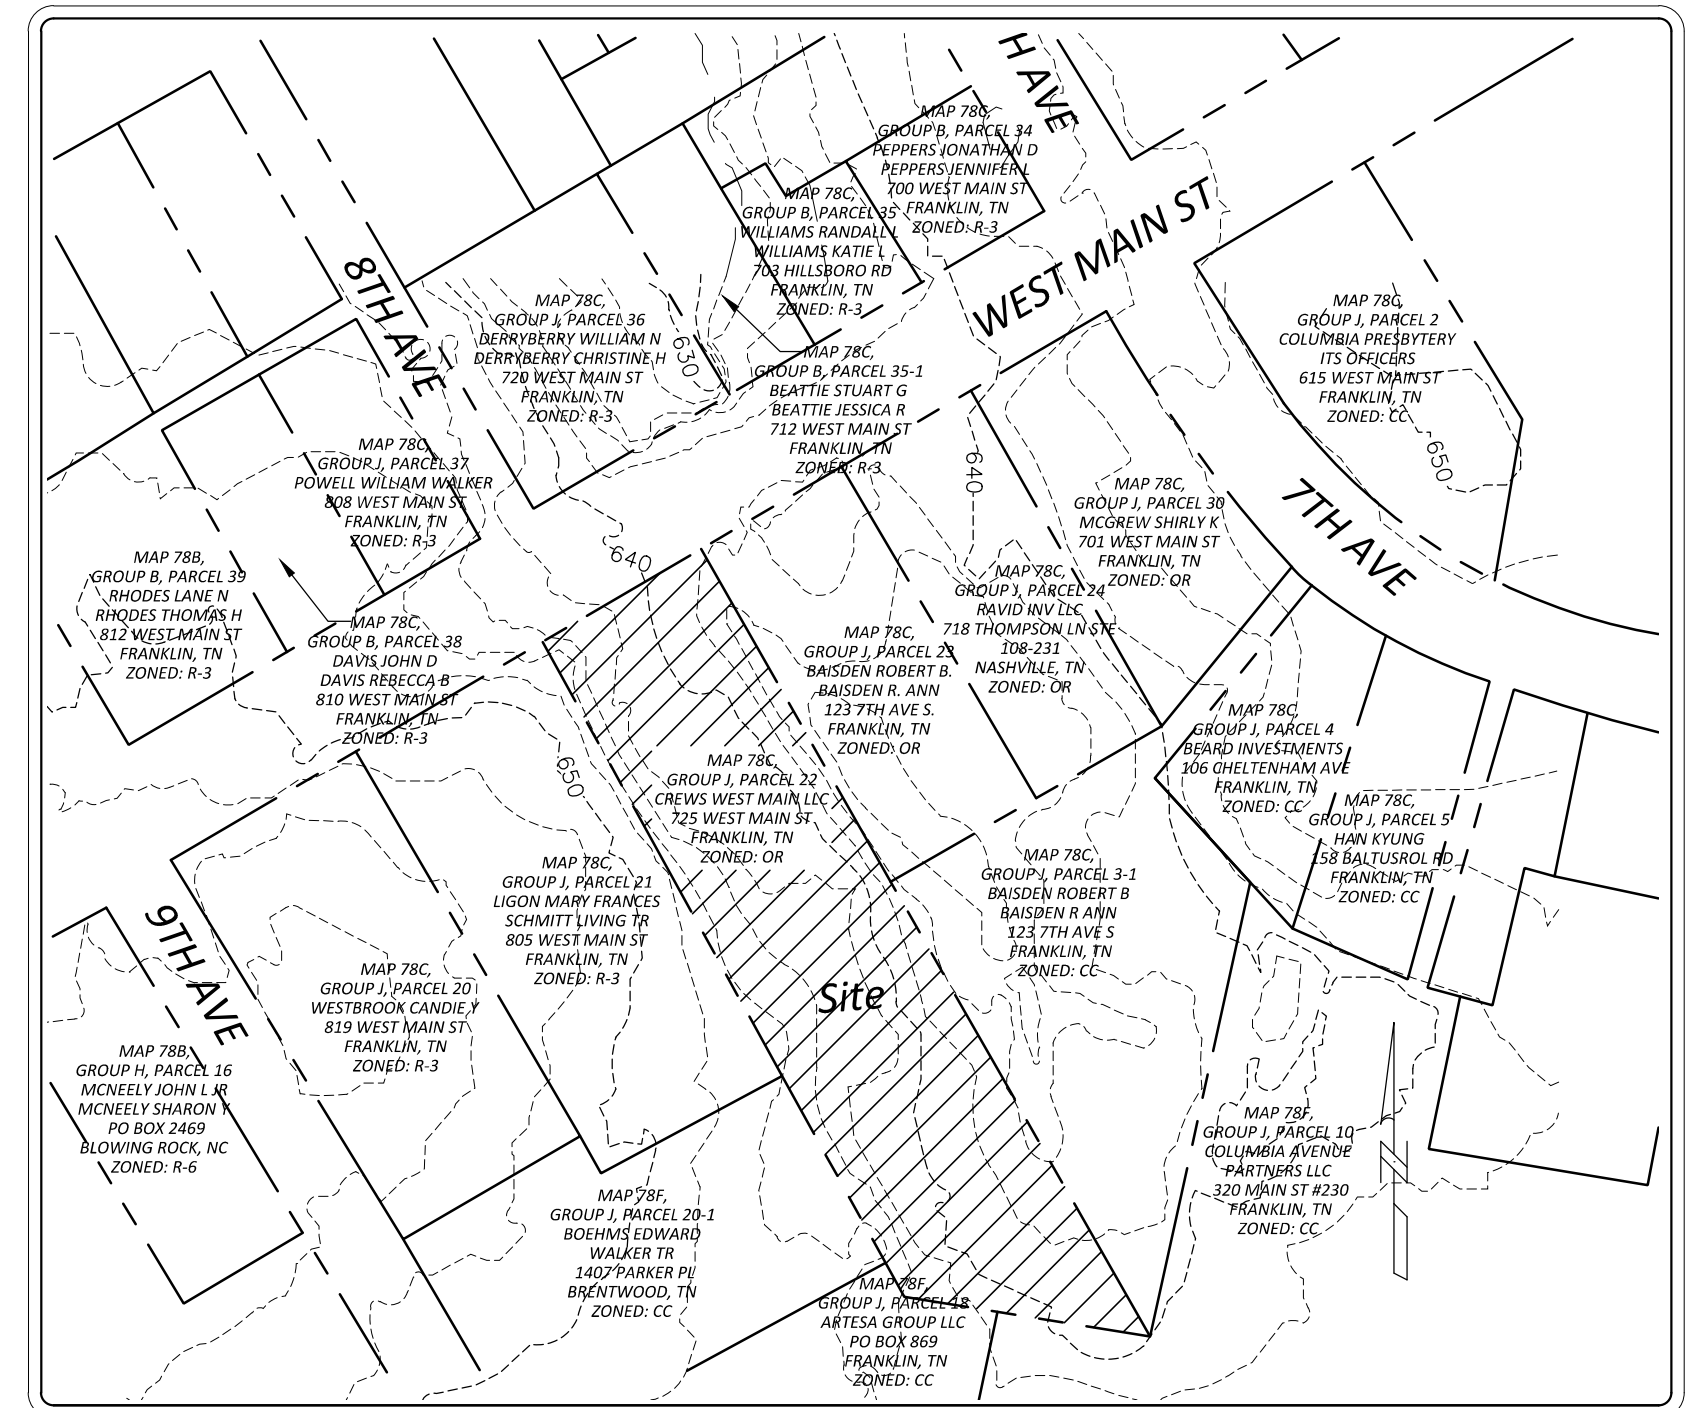 H AVE
MAP 78C,
GROUP B, PARCEL 34
PEPPERS JONATHAN D
PEPPERS JENNIFER L
700 WEST MAIN ST
FRANKLIN, TN
ZONED: R-3
MAP 78C,
GROUP B, PARCEL 35
WILLIAMS RANDALL L
WILLIAMS KATIE L
703 HILLSBORO RD
FRANKLIN, TN
ZONED: R-3
WEST MAIN ST
8TH AVE
MAP 78C,
GROUP J, PARCEL 36
DERRYBERRY WILLIAM N
DERRYBERRY CHRISTINE H
720 WEST MAIN ST
FRANKLIN, TN
ZONED: R-3
630
MAP 78C,
GROUP B, PARCEL 35-1
BEATTIE STUART G
BEATTIE JESSICA R
712 WEST MAIN ST
FRANKLIN, TN
ZONED: R-3
MAP 78C,
GROUP J, PARCEL 2
COLUMBIA PRESBYTERY
ITS OFFICERS
615 WEST MAIN ST
FRANKLIN, TN
ZONED: CC
650
MAP 78C,
GROUP J, PARCEL 37
POWELL WILLIAM WALKER
808 WEST MAIN ST
FRANKLIN, TN
ZONED: R-3
640
MAP 78C,
GROUP J, PARCEL 30
MCGREW SHIRLY K
701 WEST MAIN ST
FRANKLIN, TN
ZONED: OR
7TH AVE
MAP 78B,
GROUP B, PARCEL 39
RHODES LANE N
RHODES THOMAS H
812 WEST MAIN ST
FRANKLIN, TN
ZONED: R-3
640
MAP 78C,
GROUP J, PARCEL 24
RAVID INV LLC
718 THOMPSON LN STE
108-231
NASHVILLE, TN
ZONED: OR
MAP 78C,
GROUP B, PARCEL 38
DAVIS JOHN D
DAVIS REBECCA B
810 WEST MAIN ST
FRANKLIN, TN
ZONED: R-3
MAP 78C,
GROUP J, PARCEL 23
BAISDEN ROBERT B.
BAISDEN R. ANN
123 7TH AVE S.
FRANKLIN, TN
ZONED: OR
MAP 78C,
GROUP J, PARCEL 4
BEARD INVESTMENTS
106 CHELTENHAM AVE
FRANKLIN, TN
ZONED: CC
650
MAP 78C,
GROUP J, PARCEL 22
CREWS WEST MAIN LLC
725 WEST MAIN ST
FRANKLIN, TN
ZONED: OR
MAP 78C,
GROUP J, PARCEL 5
HAN KYUNG
158 BALTUSROL RD
FRANKLIN, TN
ZONED: CC
MAP 78C,
GROUP J, PARCEL 21
LIGON MARY FRANCES
SCHMITT LIVING TR
805 WEST MAIN ST
FRANKLIN, TN
ZONED: R-3
MAP 78C,
GROUP J, PARCEL 3-1
BAISDEN ROBERT B
BAISDEN R ANN
123 7TH AVE S
FRANKLIN, TN
ZONED: CC
9TH AVE
MAP 78C,
GROUP J, PARCEL 20
WESTBROOK CANDIE Y
819 WEST MAIN ST
FRANKLIN, TN
ZONED: R-3
Site
MAP 78B,
GROUP H, PARCEL 16
MCNEELY JOHN L JR
MCNEELY SHARON Y
PO BOX 2469
BLOWING ROCK, NC
ZONED: R-6
N
MAP 78F,
GROUP J, PARCEL 10
COLUMBIA AVENUE
PARTNERS LLC
320 MAIN ST #230
FRANKLIN, TN
ZONED: CC
MAP 78F,
GROUP J, PARCEL 20-1
BOEHMS EDWARD
WALKER TR
1407 PARKER PL
BRENTWOOD, TN
ZONED: CC
MAP 78F,
GROUP J, PARCEL 18
ARTESA GROUP LLC
PO BOX 869
FRANKLIN, TN
ZONED: CC